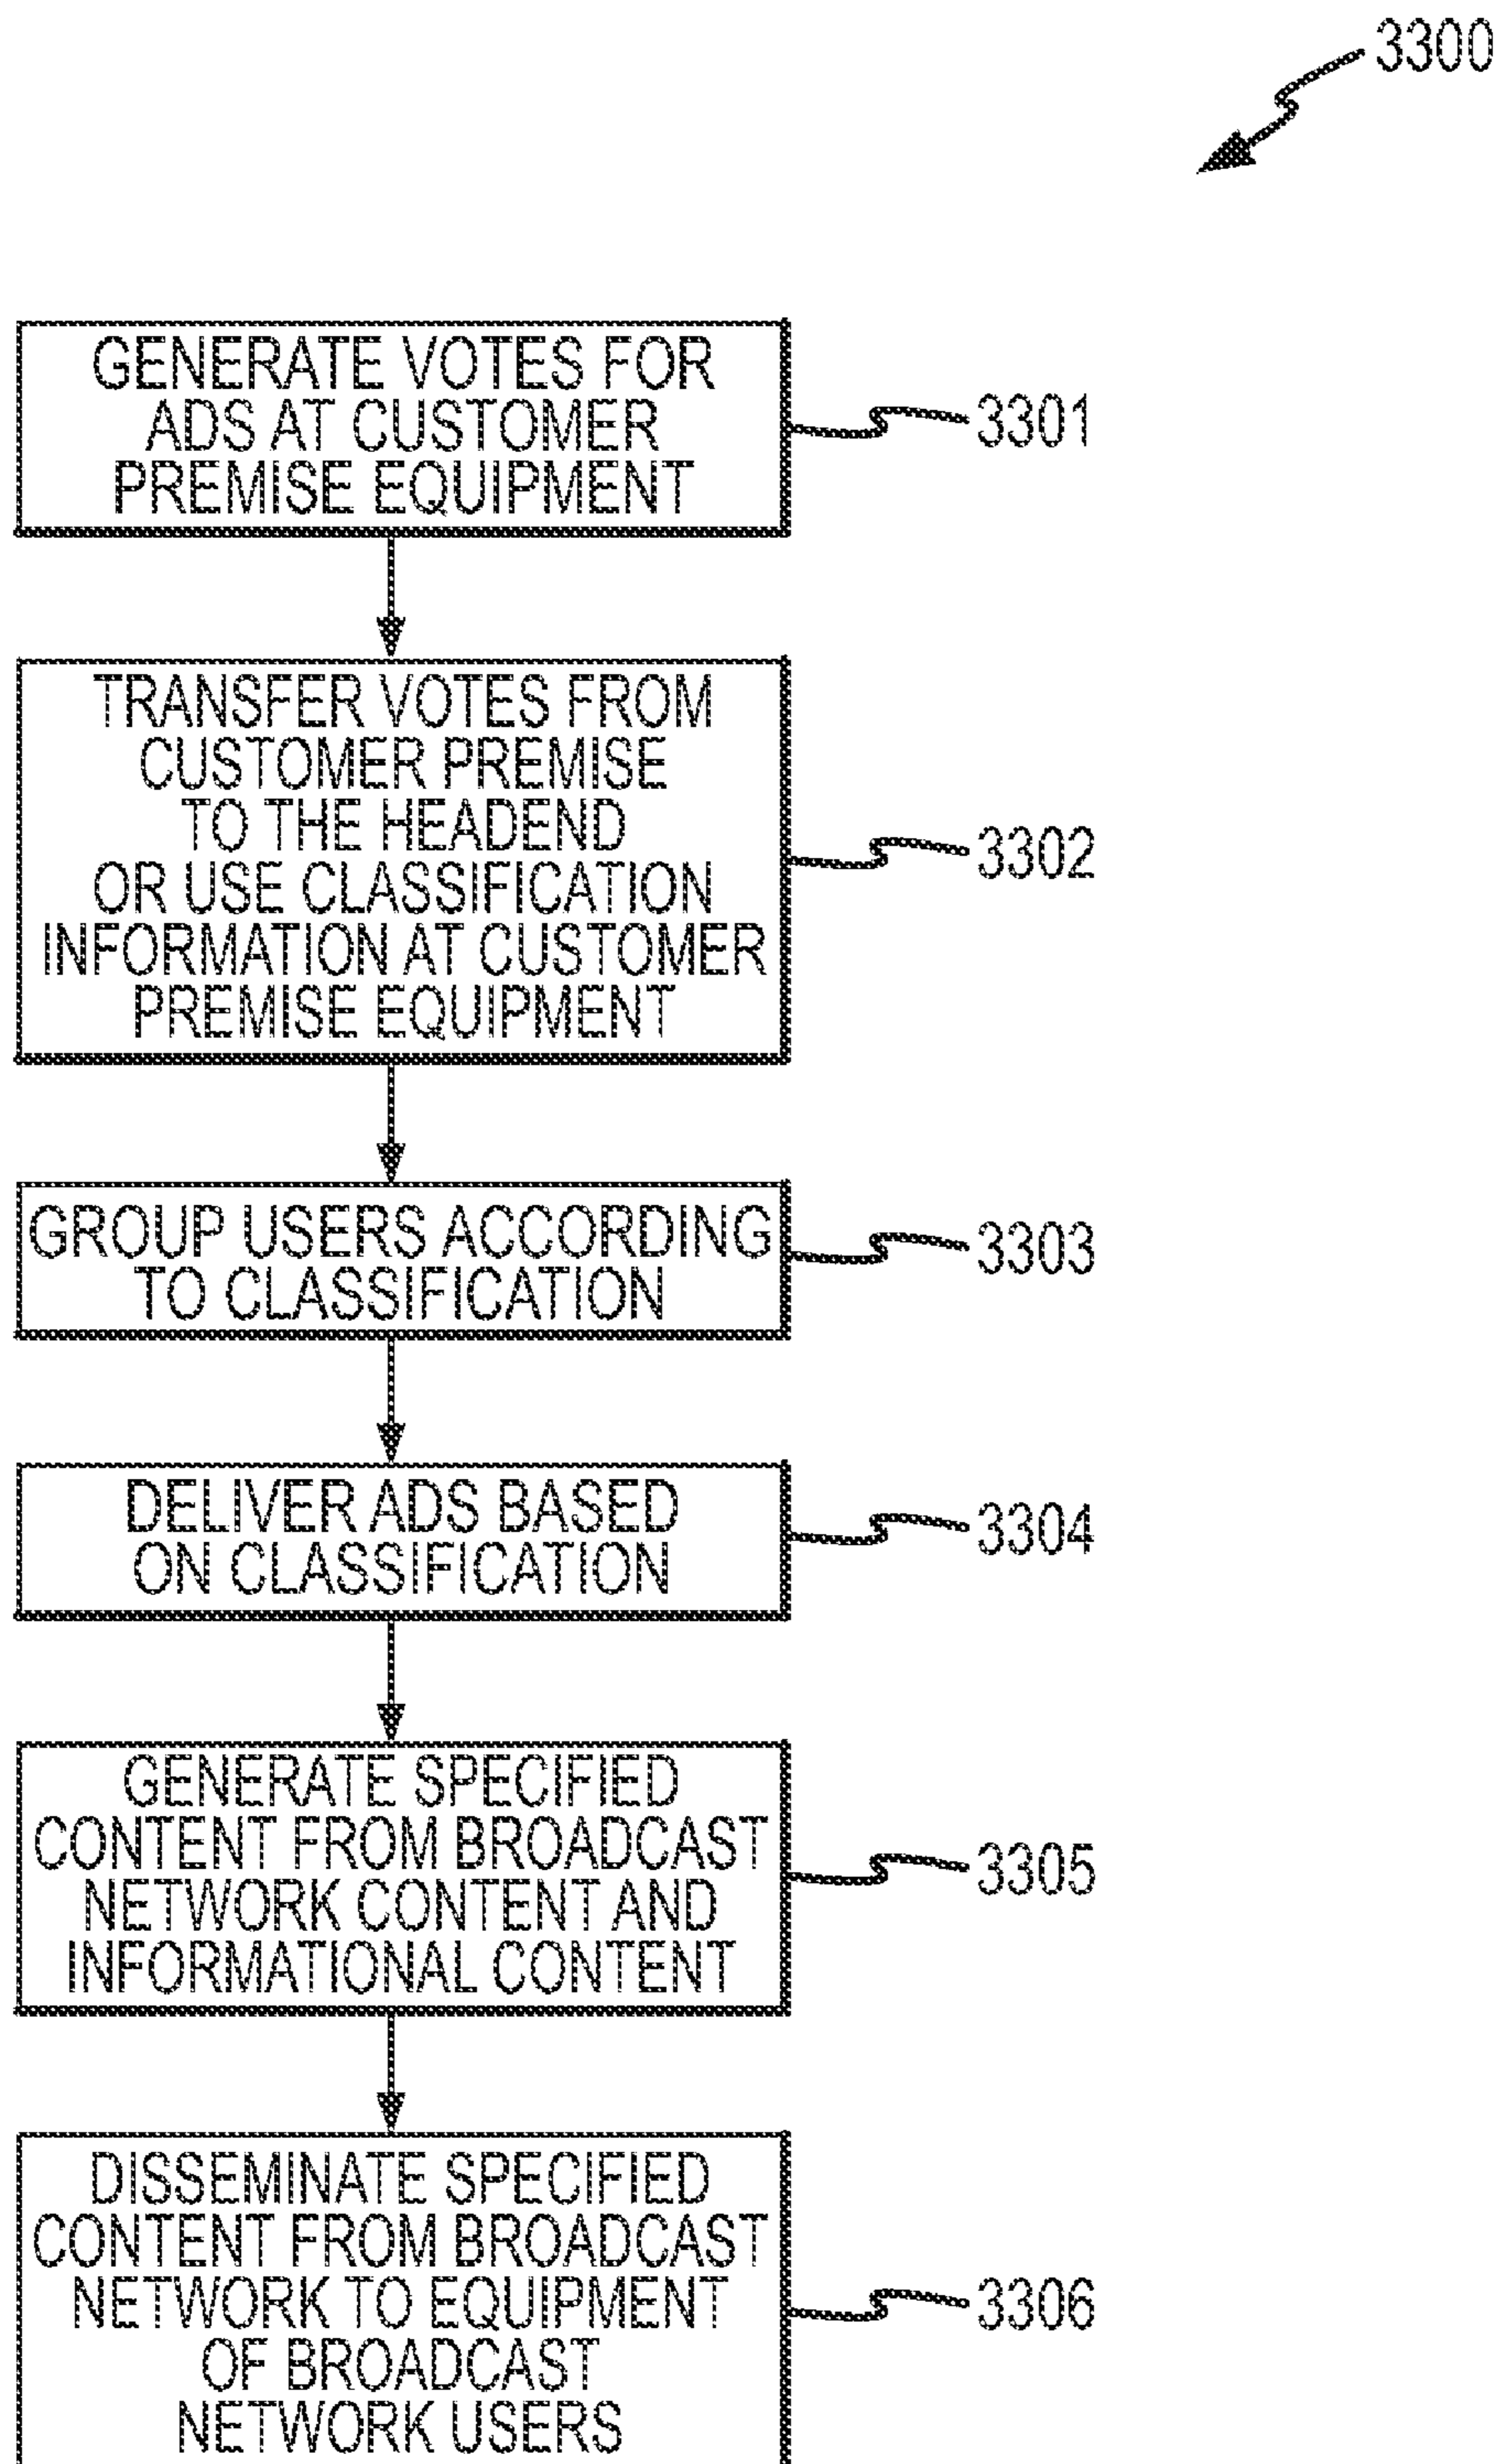 3300
GENERATE VOTES FOR
ADS AT CUSTOMER
PREMISE EQUIPMENT
3301
TRANSFER VOTES FROM
CUSTOMER PREMISE
TO THE HEADEND
OR USE CLASSIFICATION
INFORMATION AT CUSTOMER
PREMISE EQUIPMENT
3302
GROUP USERS ACCORDING
TO CLASSIFICATION
3303
DELIVER ADS BASED
ON CLASSIFICATION
3304
GENERATE SPECIFIED
CONTENT FROM BROADCAST
NETWORK CONTENT AND
INFORMATIONAL CONTENT
3305
DISSEMINATE SPECIFIED
CONTENT FROM BROADCAST
NETWORK TO EQUIPMENT
OF BROADCAST
NETWORK USERS
3306